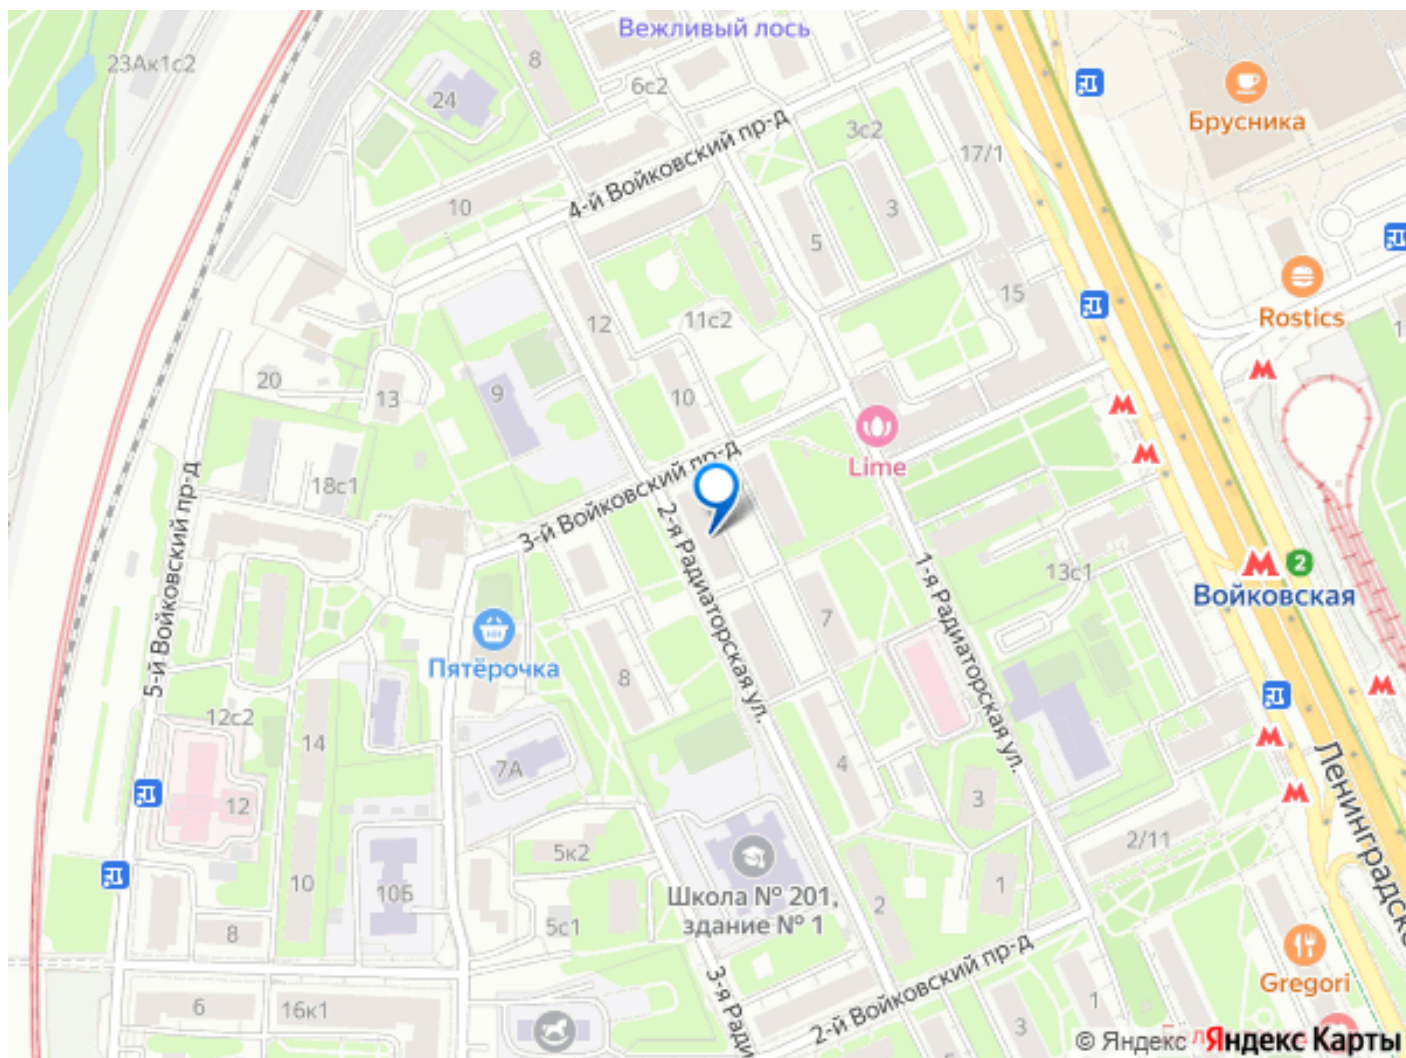 Вежливый лось
23Ак1с2
8
6с2
24
Брусника
3с2
17/1
4-й Войковский пр-д
10
3
5
15
Rostics
12
11с2
20
13
9
10
Lime
3-й Войковский пр-д
18с1
5-й Войковский пр-д
2-я Радиаторская ул.
1-я Радиаторская ул.
13с1
2
Войковская
7
Пятёрочка
8
12с2
14
7А
4
3
12
2/11
Ленинградско
5к2
10
10Б
Школа № 201,
здание № 1
1
2
5с1
8
2-й Войковский пр-д
Gregori
3-я Ради
6
16к1
3
1
© Яндекс Яндекс Карты